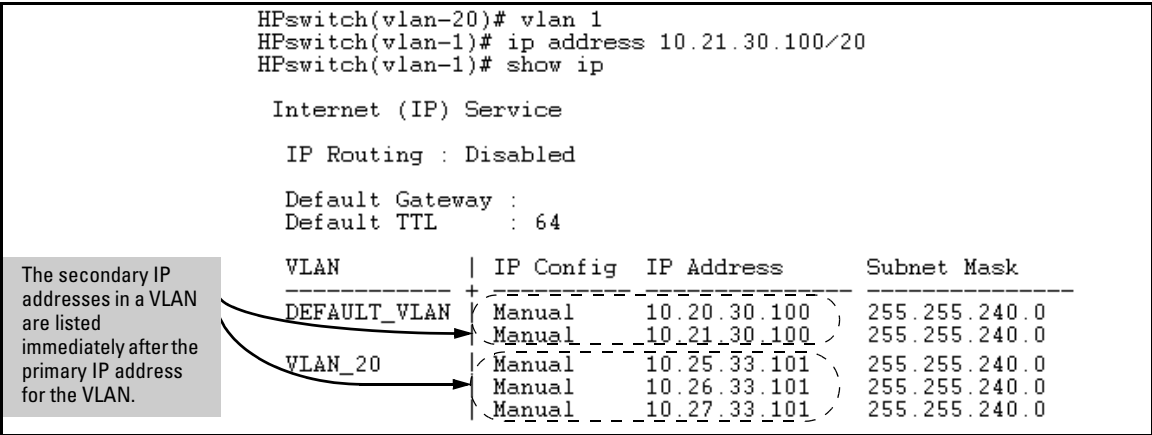 HPswitch(vlan-20)# vlan 1
HPswitch(vlan-1)# ip address 10.21.30.100/20
HPswitch(vlan-1)# show ip
Internet (IP) Service
IP Routing : Disabled
Default Gateway :
Default TTL : 64
VLAN | IP Config IP Address Subnet Mask
------------ + ---------- --------------- ---------------
DEFAULT_VLAN | Manual 10.20.30.100 255.255.240.0
| Manual 10.21.30.100 255.255.240.0
VLAN_20 | Manual 10.25.33.101 255.255.240.0
Manual 10.26.33.101 255.255.240.0
| Manual 10.27.33.101 255.255.240.0
The secondary IP
addresses in a VLAN
are listed
immediately after the
primary IP address
for the VLAN.